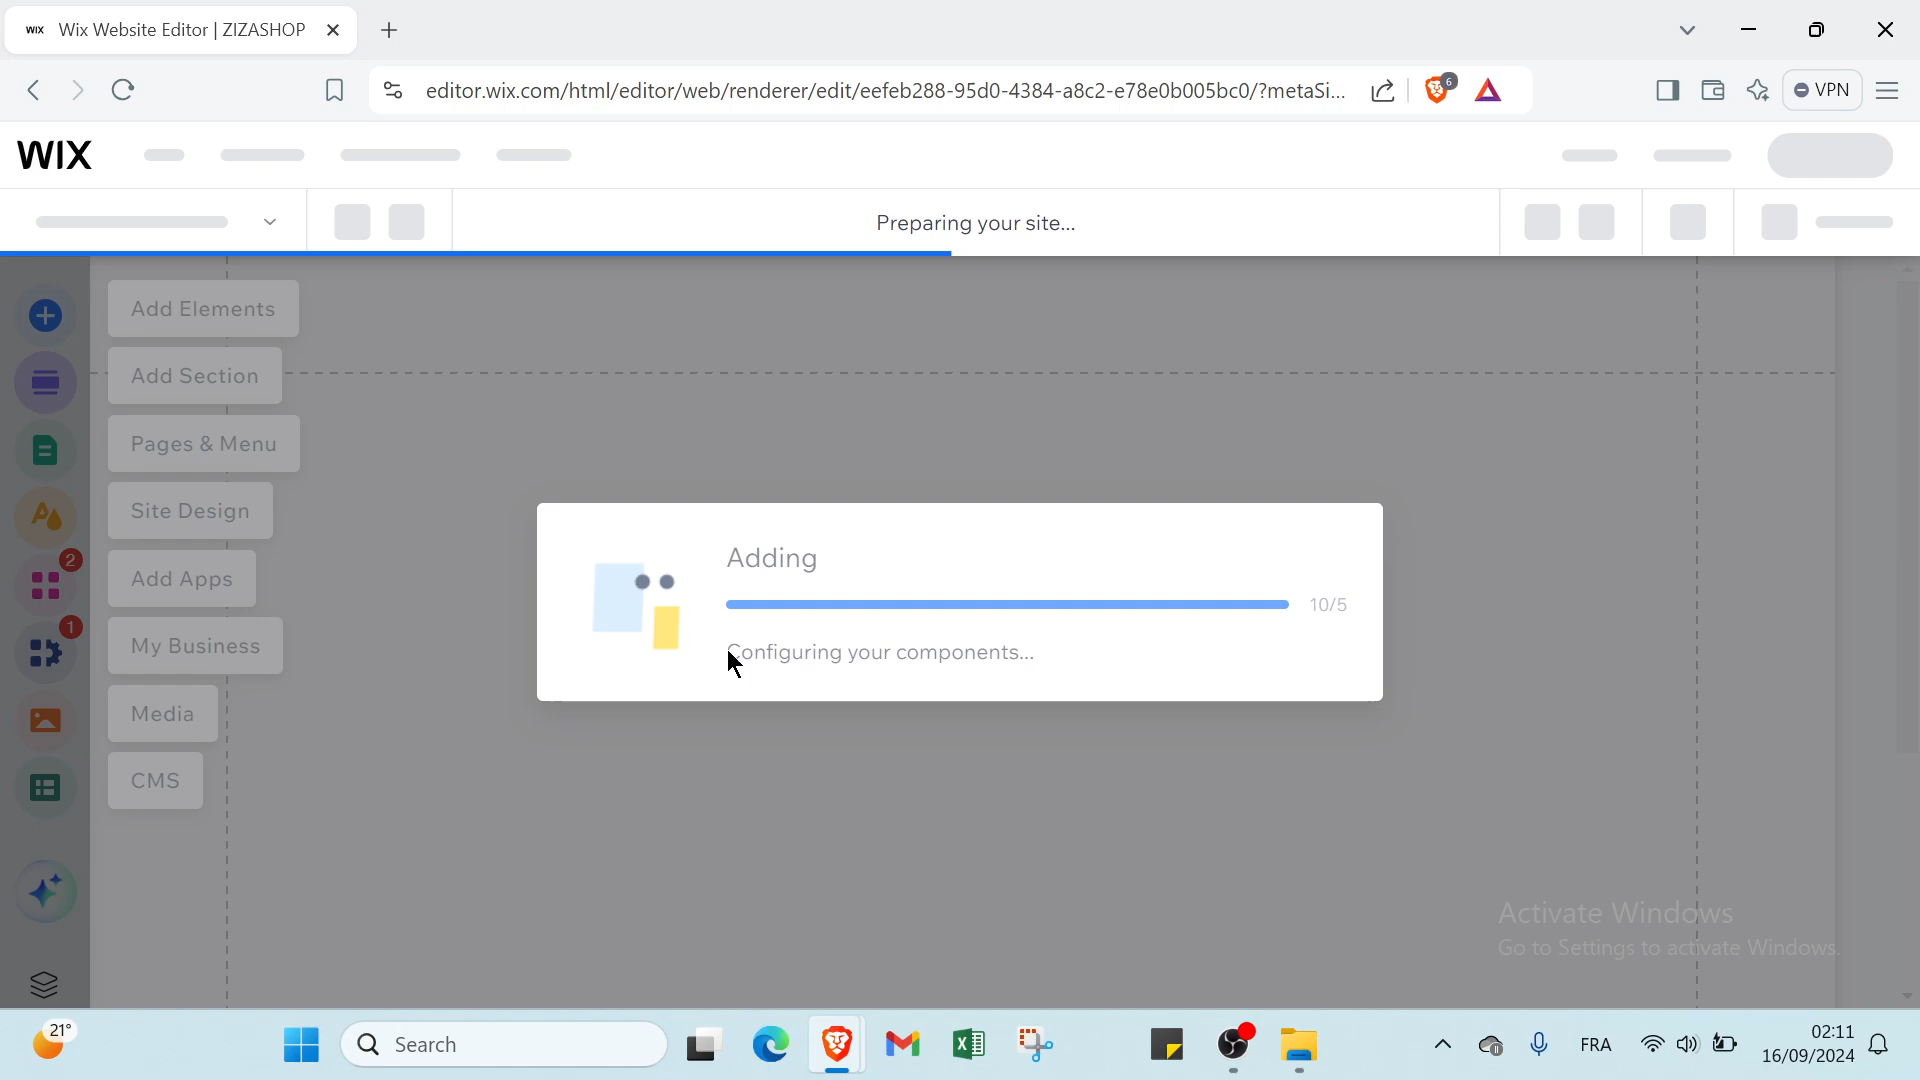 WIX Wix Website Editor | ZIZASHOP
editor.wix.com/html/editor/web/renderer/edit/eefeb288-95d0-4384-a8c2-e78e0b005bc0/?metaSi...
6
VPN
WIX
Preparing your site...
Add Elements
Add Section
Pages & Menu
Site Design
2
Add Apps
1
My Business
Media
CMS
Adding
10/5
Configuring your components...
Activate Windows
Go to Settings to activate Windows.
21°
Search
FRA
02:11
16/09/2024